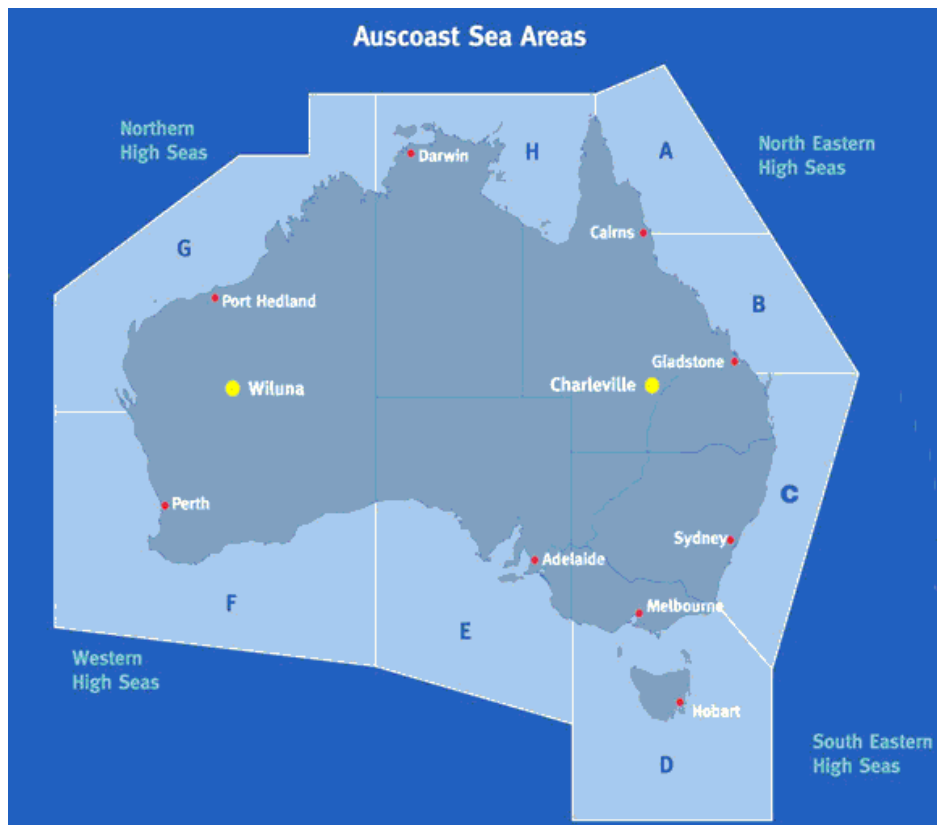 Auscoast Sea Areas
Northern
High Seas
Darwin
H
A
North Eastern
High Seas
Cairns
G
Port Hedland
B
Gladstone
Wiluna
Charleville
C
Perth
Sydney
Adelaide
F
E
Melbourne
Western
High Seas
Hobart
D
South Eastern
High Seas